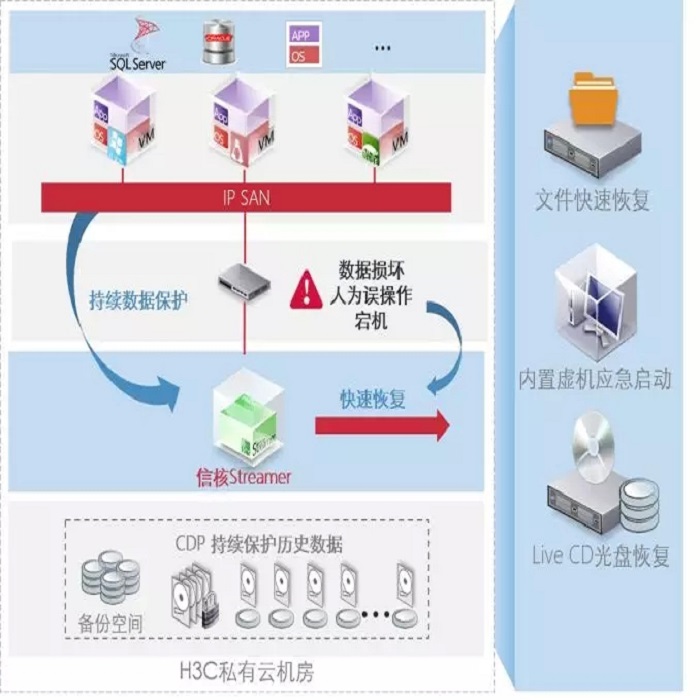 Microsoft
SQL Server
ORACLE
APP
OS
...
App
OS
VM
App
OS
VM
App
OS
VM
IP SAN
持续数据保护
数据损坏
人为误操作
宕机
快速恢复
信核Streamer
CDP 持续保护历史数据
备份空间
H3C私有云机房
文件快速恢复
内置虚机应急启动
Live CD光盘恢复